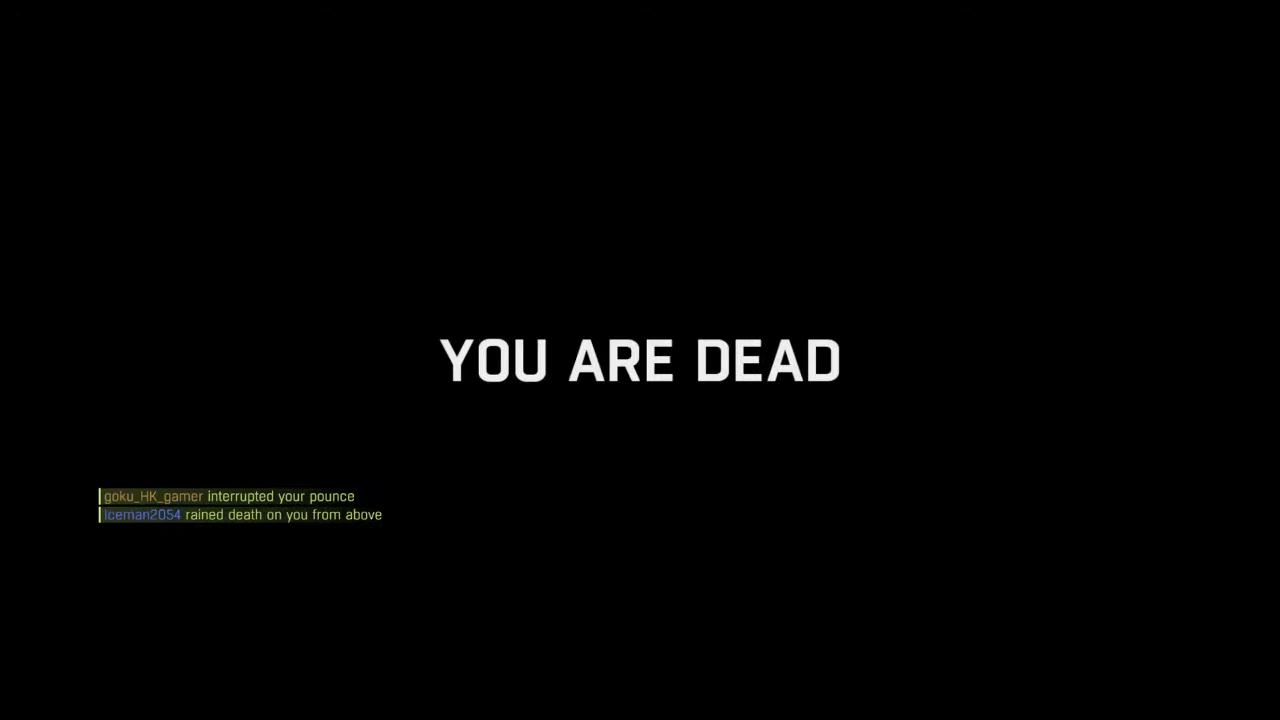 YOU ARE DEAD
goku_HK_gamer interrupted your pounce
Iceman2054 rained death on you from above